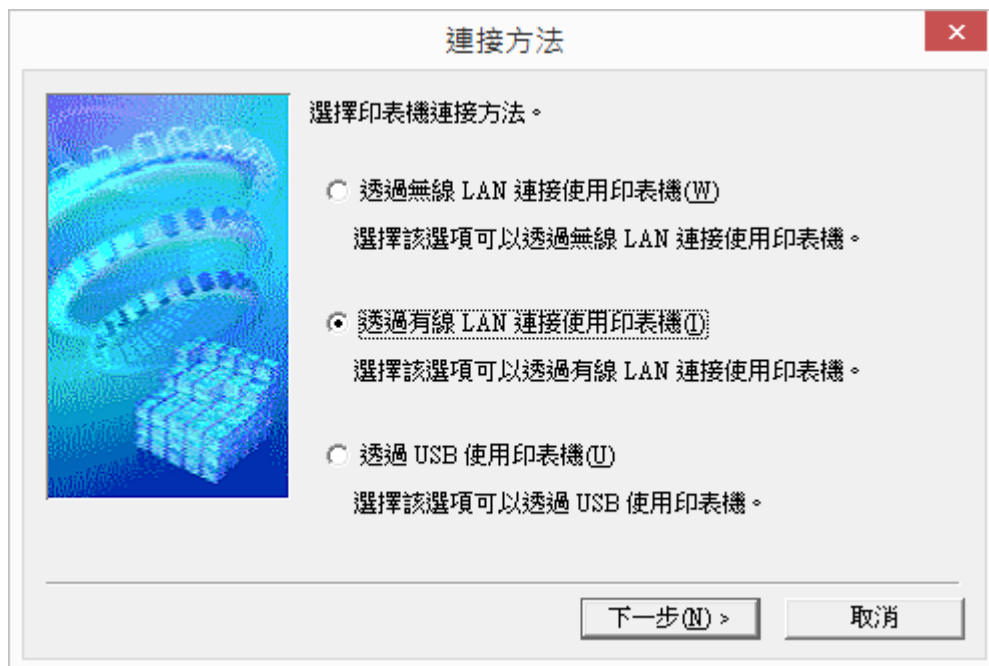 連接方法
選擇印表機連接方法。
透過無線 LAN 連接使用印表機(W)
選擇該選項可以透過無線 LAN 連接使用印表機。
透過有線 LAN 連接使用印表機(I)
選擇該選項可以透過有線 LAN 連接使用印表機。
透過 USB 使用印表機(U)
選擇該選項可以透過 USB 使用印表機。
下一步(N) >
取消